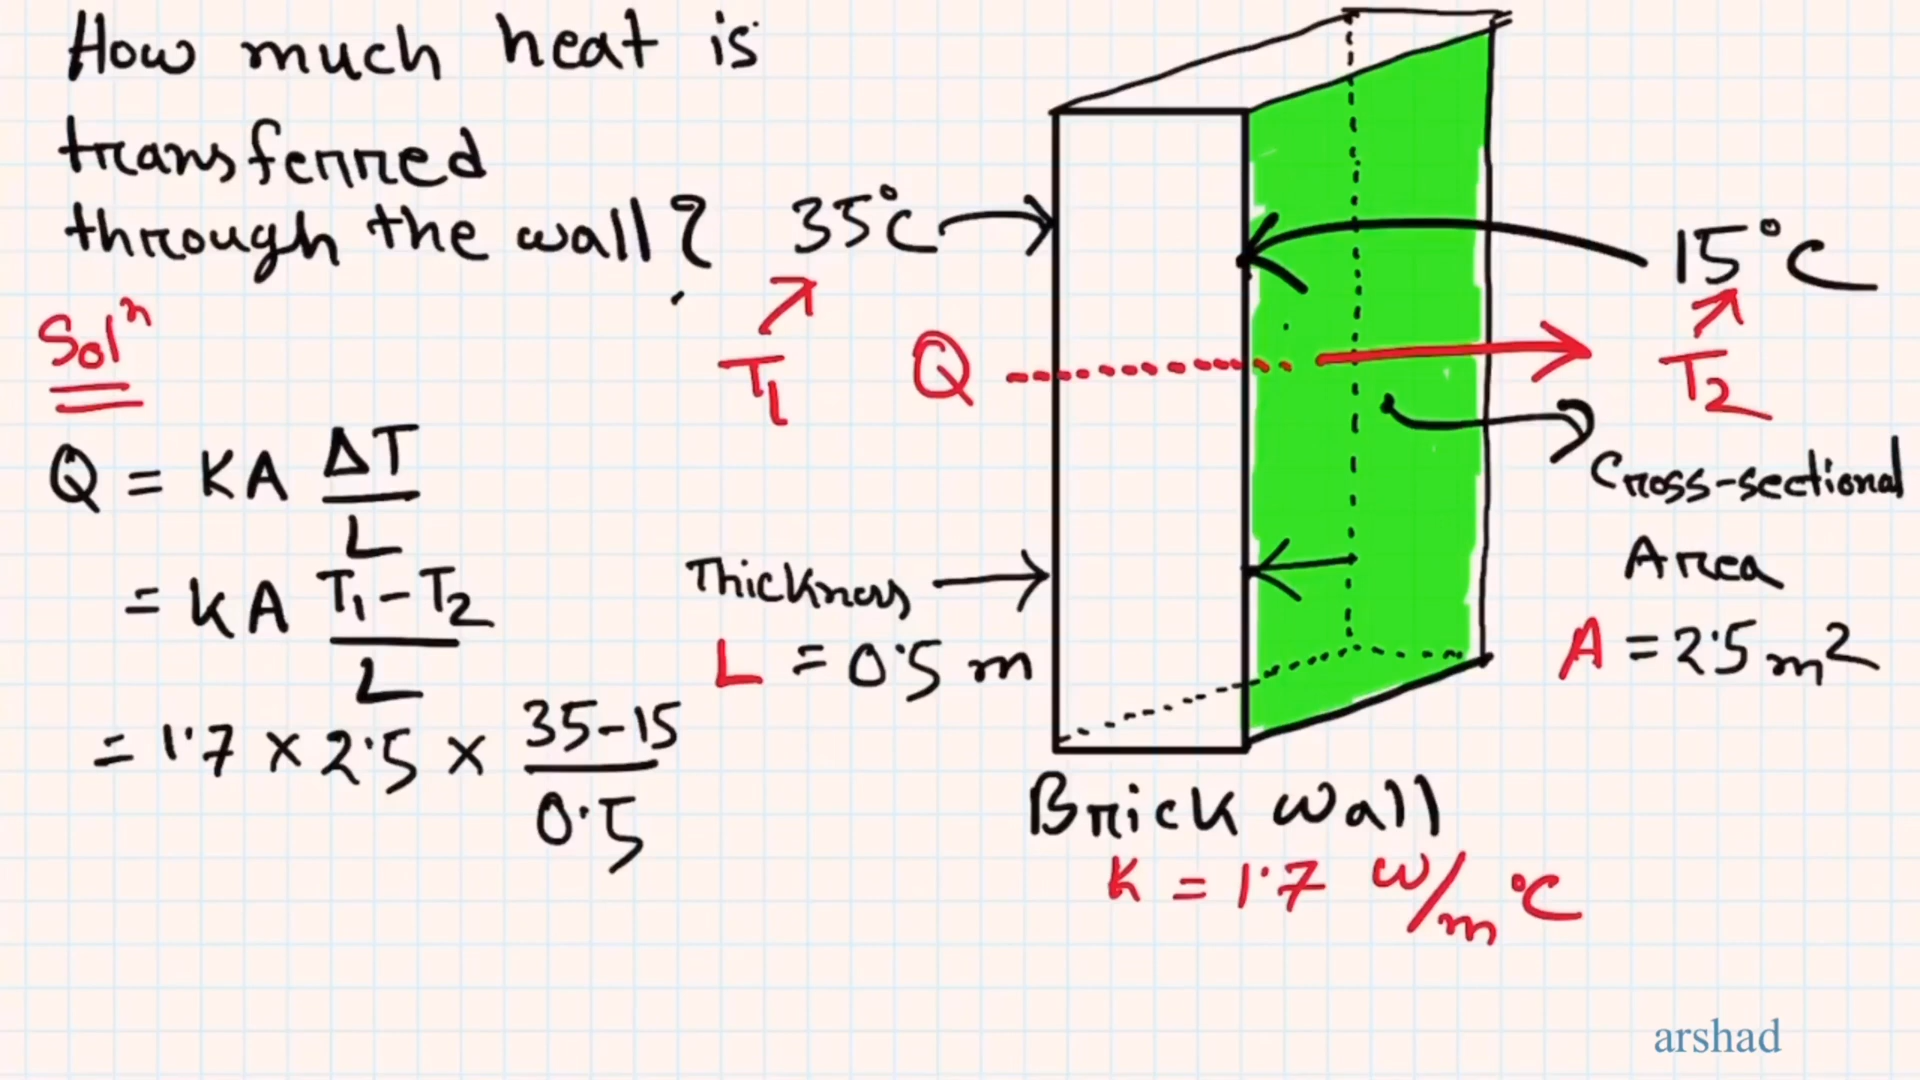 How much heat is
transferred
through the wall?
35°C
15°C
T₁
Q
T₂
Solⁿ
Q = KA ΔT/L
= KA T₁-T₂/L
= 1.7 × 2.5 × 35-15/0.5
Thickness
L = 0.5 m
Cross-sectional
Area
A = 2.5 m²
Brick wall
K = 1.7 W/m°C
arshad